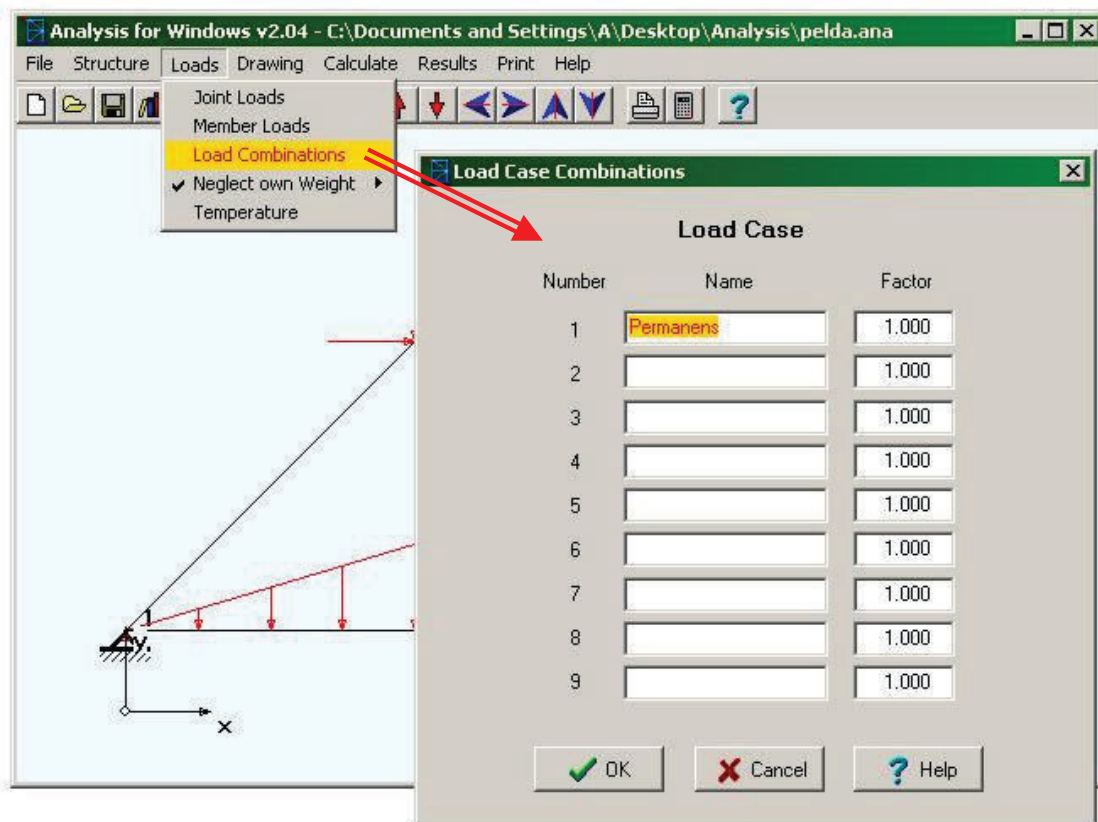 Analysis for Windows v2.04 - C:\Documents and Settings\A\Desktop\Analysis\pelda.ana
File Structure Loads Drawing Calculate Results Print Help
Joint Loads
Member Loads
Load Combinations
Neglect own Weight
Temperature
Load Case Combinations
Load Case
Number Name Factor
1 Permanens 1.000
2 1.000
3 1.000
4 1.000
5 1.000
6 1.000
7 1.000
8 1.000
9 1.000
OK Cancel ? Help
?
1
y
x